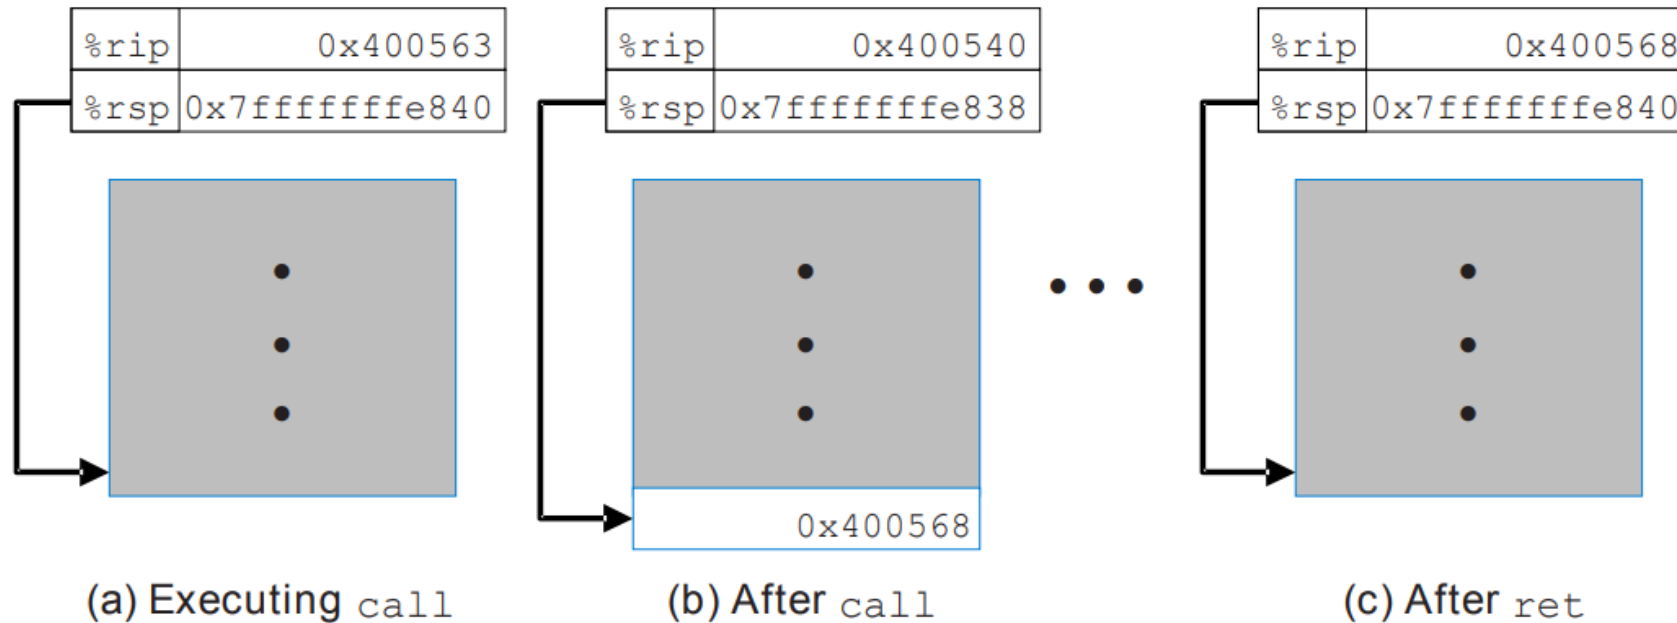 %rip 0x400563
%rsp 0x7fffffffe840
(a) Executing call
%rip 0x400540
%rsp 0x7fffffffe838
0x400568
(b) After call
%rip 0x400568
%rsp 0x7fffffffe840
(c) After ret